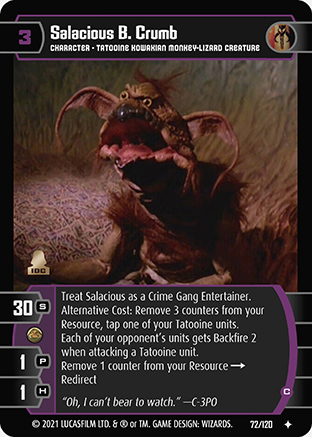 3
Salacious B. Crumb
CHARACTER - TATOOINE KOWAKIAN MONKEY-LIZARD CREATURE
IDC
30 S
1 P
1 H
Treat Salacious as a Crime Gang Entertainer.
Alternative Cost: Remove 3 counters from your
Resource, tap one of your Tatooine units.
Each of your opponent's units gets Backfire 2
when attacking a Tatooine unit.
Remove 1 counter from your Resource →
Redirect
C
"Oh, I can't bear to watch." —C-3PO
© 2021 LUCASFILM LTD. & ® or TM. GAME DESIGN: WIZARDS.
72/120